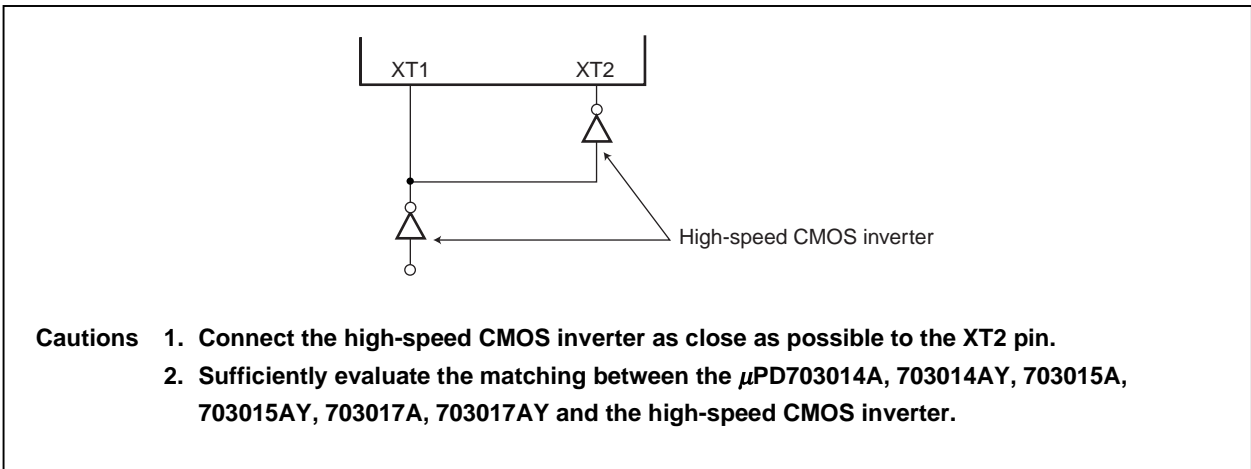 XT1 XT2
High-speed CMOS inverter
Cautions 1. Connect the high-speed CMOS inverter as close as possible to the XT2 pin.
2. Sufficiently evaluate the matching between the μPD703014A, 703014AY, 703015A,
703015AY, 703017A, 703017AY and the high-speed CMOS inverter.